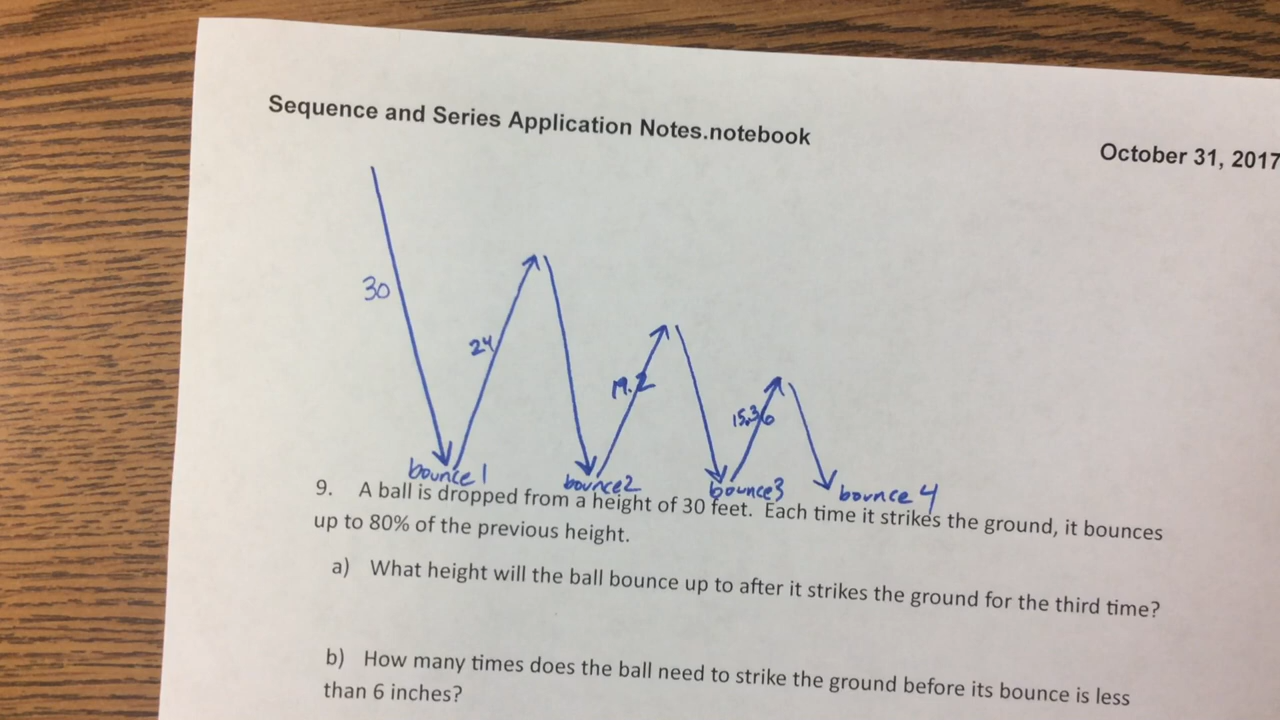 Sequence and Series Application Notes.notebook
October 31, 2017
30
24
19.2
15.36
bounce 1
bounce 2
bounce 3
bounce 4
9. A ball is dropped from a height of 30 feet. Each time it strikes the ground, it bounces
up to 80% of the previous height.
a) What height will the ball bounce up to after it strikes the ground for the third time?
b) How many times does the ball need to strike the ground before its bounce is less
than 6 inches?